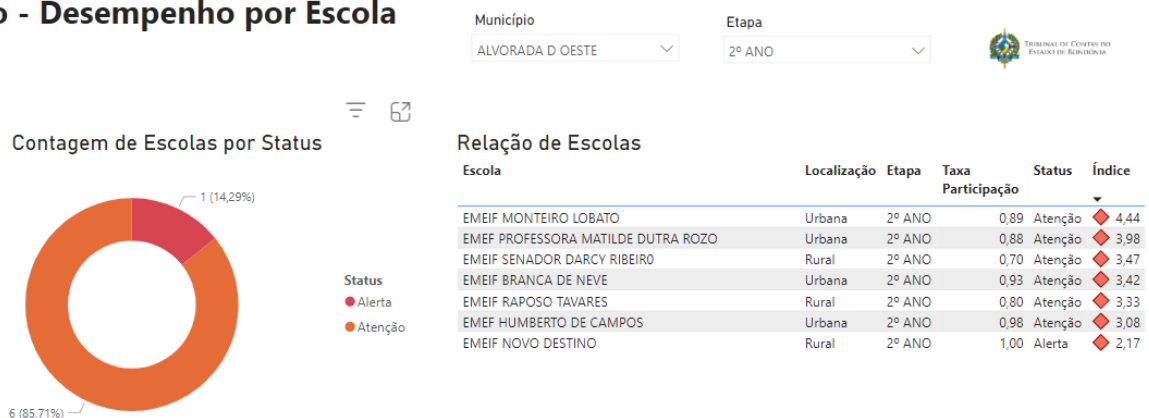 o - Desempenho por Escola
Município
ALVORADA D OESTE
Etapa
2º ANO
TRIBUNAL DE CONTAS DO
ESTADO DE RONDÔNIA
Contagem de Escolas por Status
1 (14,29%)
6 (85,71%)
Status
Alerta
Atenção
Relação de Escolas
Escola Localização Etapa Taxa Participação Status Índice
EMEIF MONTEIRO LOBATO Urbana 2º ANO 0,89 Atenção 4,44
EMEF PROFESSORA MATILDE DUTRA ROZO Urbana 2º ANO 0,88 Atenção 3,98
EMEIF SENADOR DARCY RIBEIR0 Rural 2º ANO 0,70 Atenção 3,47
EMEIF BRANCA DE NEVE Urbana 2º ANO 0,93 Atenção 3,42
EMEIF RAPOSO TAVARES Rural 2º ANO 0,80 Atenção 3,33
EMEF HUMBERTO DE CAMPOS Urbana 2º ANO 0,98 Atenção 3,08
EMEIF NOVO DESTINO Rural 2º ANO 1,00 Alerta 2,17